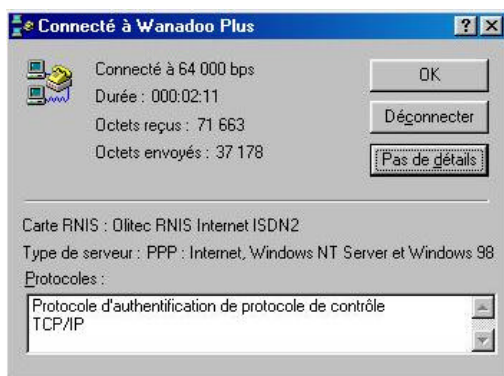 Connecté à Wanadoo Plus
Connecté à 64 000 bps
Durée : 000:02:11
Octets reçus : 71 663
Octets envoyés : 37 178
OK
Déconnecter
Pas de détails
Carte RNIS : Olitec RNIS Internet ISDN2
Type de serveur : PPP : Internet, Windows NT Server et Windows 98
Protocoles :
Protocole d'authentification de protocole de contrôle
TCP/IP